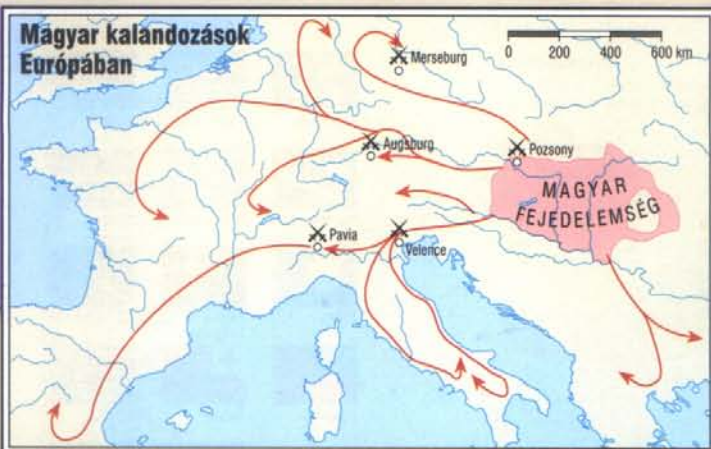 Magyar kalandozások
Európában
0 200 400 600 km
Merseburg
Augsburg
Pozsony
MAGYAR
FEJEDELEMSÉG
Pavia
Velence